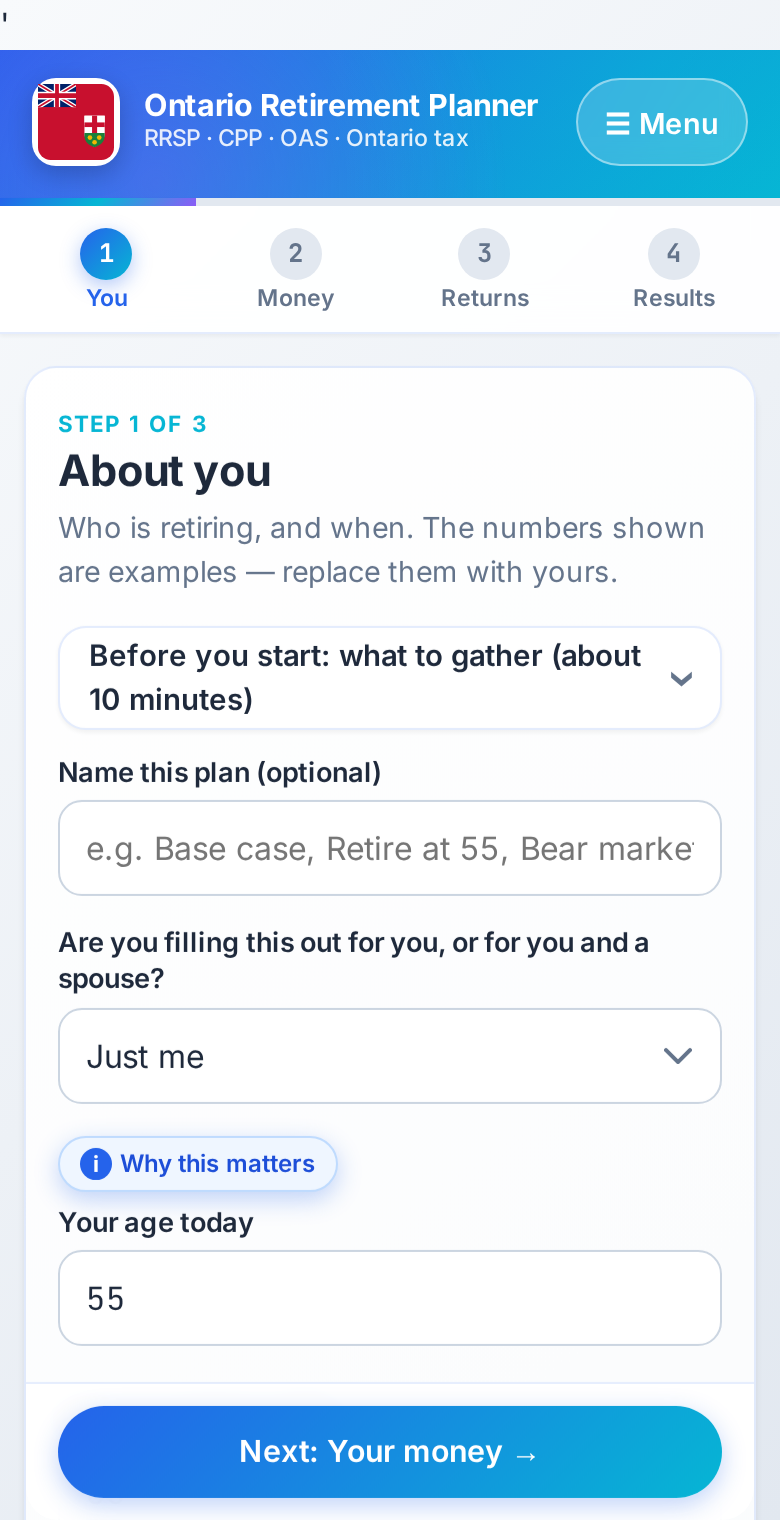 '
Ontario Retirement Planner
RRSP · CPP · OAS · Ontario tax
☰ Menu
1
You
2
Money
3
Returns
4
Results
STEP 1 OF 3
About you
Who is retiring, and when. The numbers shown
are examples — replace them with yours.
Before you start: what to gather (about
10 minutes)
Name this plan (optional)
e.g. Base case, Retire at 55, Bear market
Are you filling this out for you, or for you and a
spouse?
Just me
i Why this matters
Your age today
55
Next: Your money →